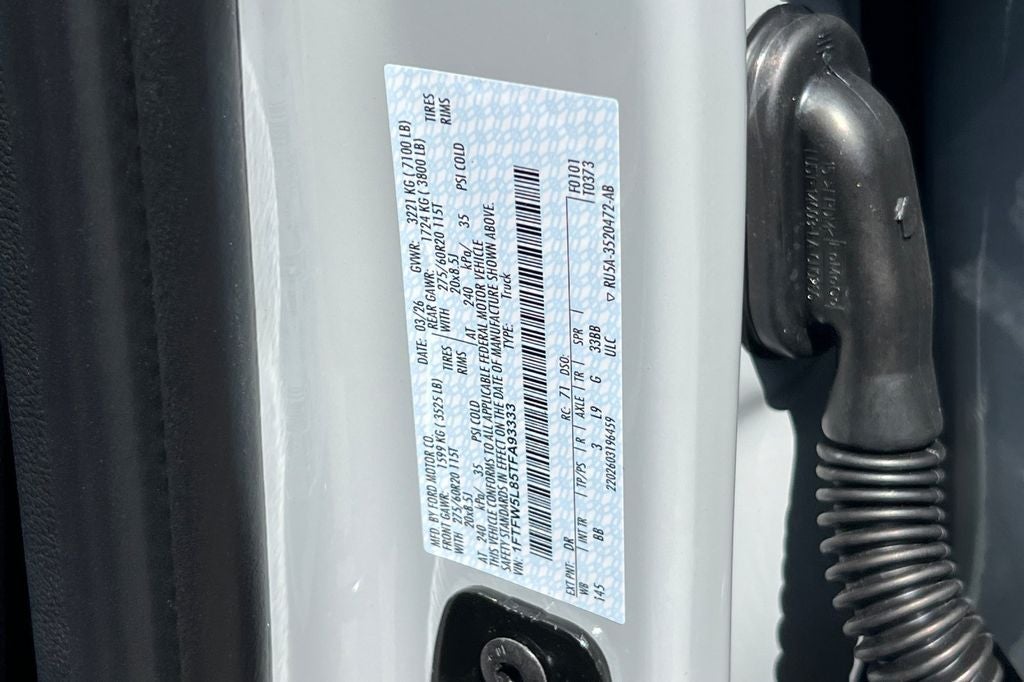 MFD. BY FORD MOTOR CO. DATE: 03/26 GVWR: 3221 KG ( 7100 LB)
FRONT GAWR: 1599 KG ( 3525 LB) REAR GAWR: 1724 KG ( 3800 LB)
WITH 275/60R20 115T TIRES WITH 275/60R20 115T TIRES
20x8.5J RIMS 20x8.5J RIMS
AT 240 kPa/ 35 PSI COLD AT 240 kPa/ 35 PSI COLD
THIS VEHICLE CONFORMS TO ALL APPLICABLE FEDERAL MOTOR VEHICLE
SAFETY STANDARDS IN EFFECT ON THE DATE OF MANUFACTURE SHOWN ABOVE.
VIN: 1FTFW5L85TFA93333 TYPE: Truck
EXT PNT: DR RC: 71 DSO: F0101
WB INT TR TP/PS R AXLE TR SPR T0373
145 BB 3 L9 G 33BB
2202603196459 ULC RU5A-3520472-AB